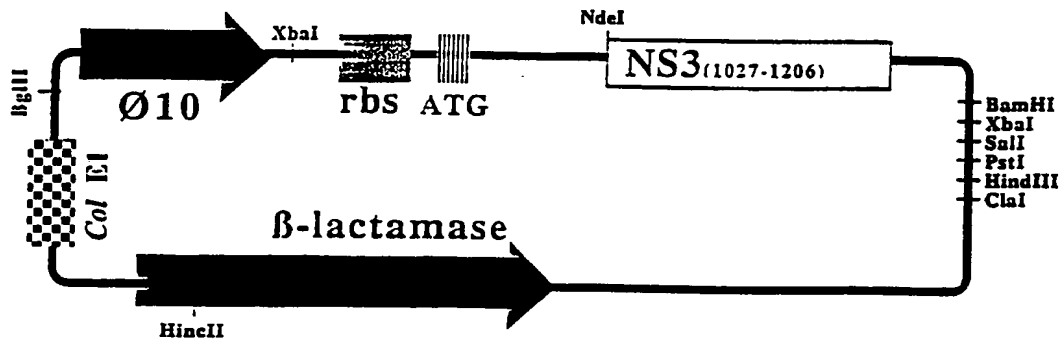 NdeI
XbaI
NS3(1027-1206)
BglII
Ø10
rbs
ATG
BamHI
XbaI
SalI
PstI
HindIII
ClaI
Col E1
ß-lactamase
HincII